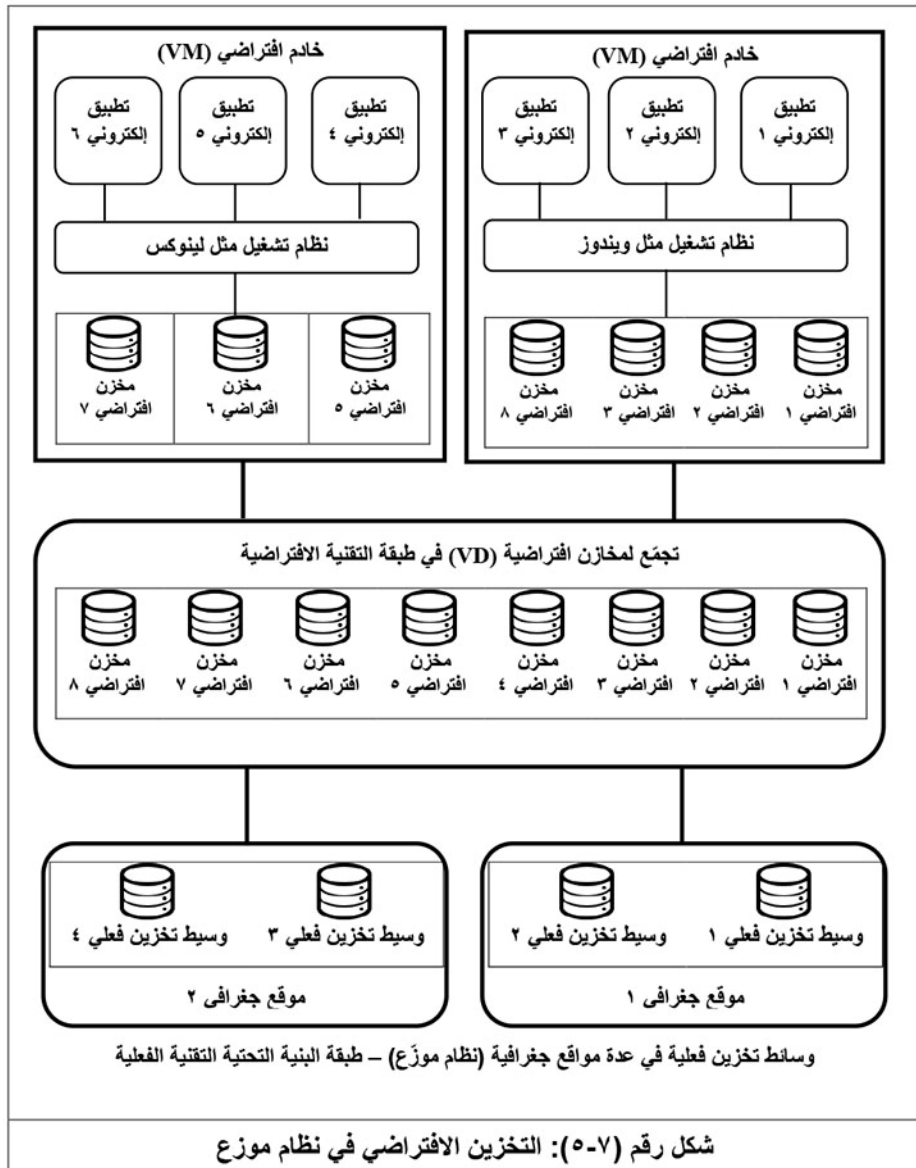 خادم افتراضي (VM)
تطبيق
إلكتروني ١
تطبيق
إلكتروني ٢
تطبيق
إلكتروني ٣
نظام تشغيل مثل ويندوز
مخزن
افتراضي ١
مخزن
افتراضي ٢
مخزن
افتراضي ٣
مخزن
افتراضي ٨
خادم افتراضي (VM)
تطبيق
إلكتروني ٤
تطبيق
إلكتروني ٥
تطبيق
إلكتروني ٦
نظام تشغيل مثل لينوكس
مخزن
افتراضي ٥
مخزن
افتراضي ٦
مخزن
افتراضي ٧
تجمّع لمخازن افتراضية (VD) في طبقة التقنية الافتراضية
مخزن
افتراضي ١
مخزن
افتراضي ٢
مخزن
افتراضي ٣
مخزن
افتراضي ٤
مخزن
افتراضي ٥
مخزن
افتراضي ٦
مخزن
افتراضي ٧
مخزن
افتراضي ٨
وسيط تخزين فعلي ١
وسيط تخزين فعلي ٢
موقع جغرافي ١
وسيط تخزين فعلي ٣
وسيط تخزين فعلي ٤
موقع جغرافي ٢
وسائط تخزين فعلية في عدة مواقع جغرافية (نظام موزّع) – طبقة البنية التحتية التقنية الفعلية
شكل رقم (٧-٥): التخزين الافتراضي في نظام موزع